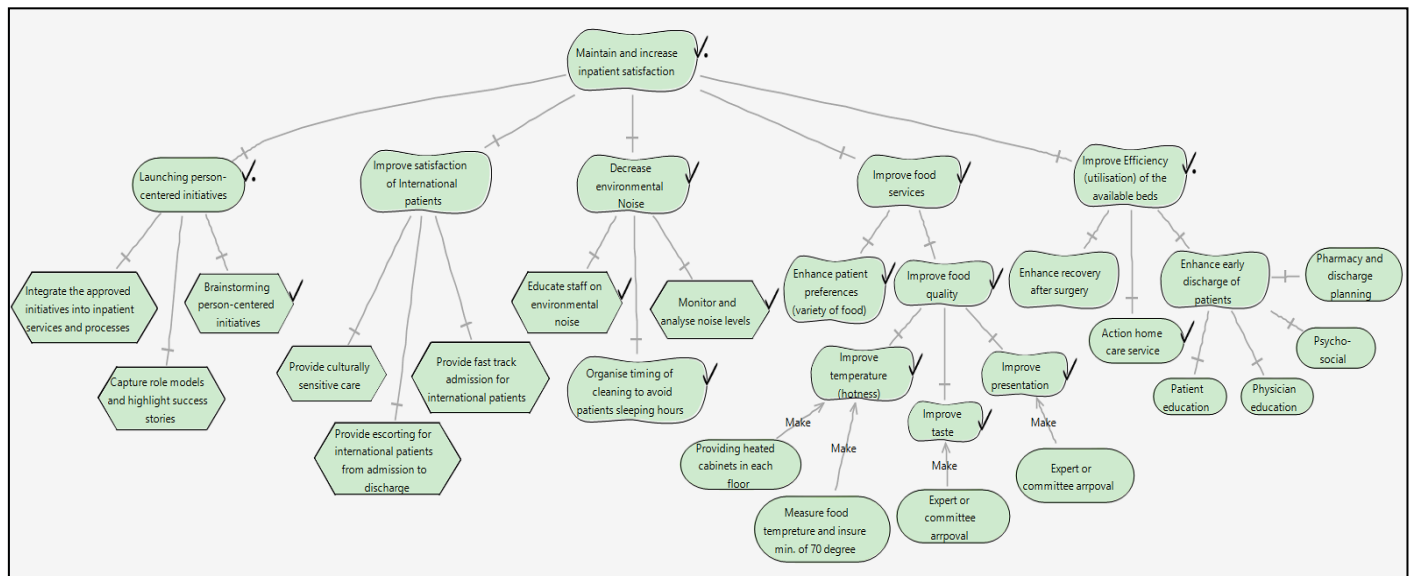 Maintain and increase
inpatient satisfaction
Launching person-
centered initiatives
Improve satisfaction
of International
patients
Decrease
environmental
Noise
Improve food
services
Improve Efficiency
(utilisation) of the
available beds
Integrate the approved
initiatives into inpatient
services and processes
Brainstorming
person-centered
initiatives
Capture role models
and highlight success
stories
Provide culturally
sensitive care
Provide fast track
admission for
international patients
Provide escorting for
international patients
from admission to
discharge
Educate staff on
environmental
noise
Monitor and
analyse noise levels
Organise timing of
cleaning to avoid
patients sleeping hours
Enhance patient
preferences
(variety of food)
Improve food
quality
Improve
temperature
(hotness)
Improve
taste
Improve
presentation
Make
Make
Make
Make
Providing heated
cabinets in each
floor
Measure food
tempreture and insure
min. of 70 degree
Expert or
committee
arrpoval
Expert or
committee arrpoval
Enhance recovery
after surgery
Action home
care service
Enhance early
discharge of
patients
Pharmacy and
discharge
planning
Psycho-
social
Patient
education
Physician
education